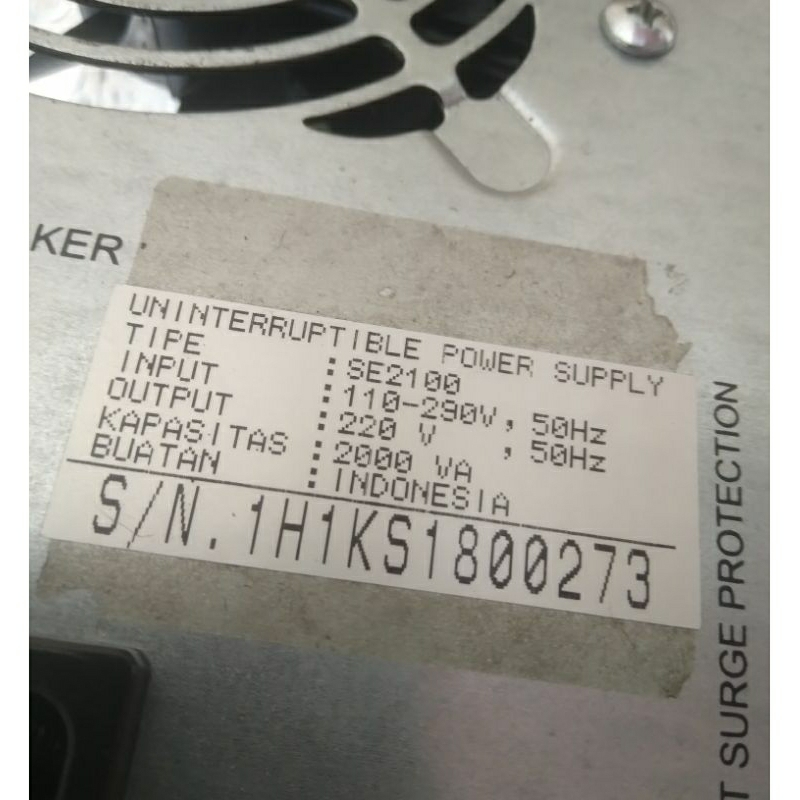 KER
UNINTERRUPTIBLE POWER SUPPLY
TIPE : SE2100
INPUT : 110-290V, 50Hz
OUTPUT : 220 V , 50Hz
KAPASITAS : 2000 VA
BUATAN : INDONESIA
S/N. 1H1KS1800273
T SURGE PROTECTION